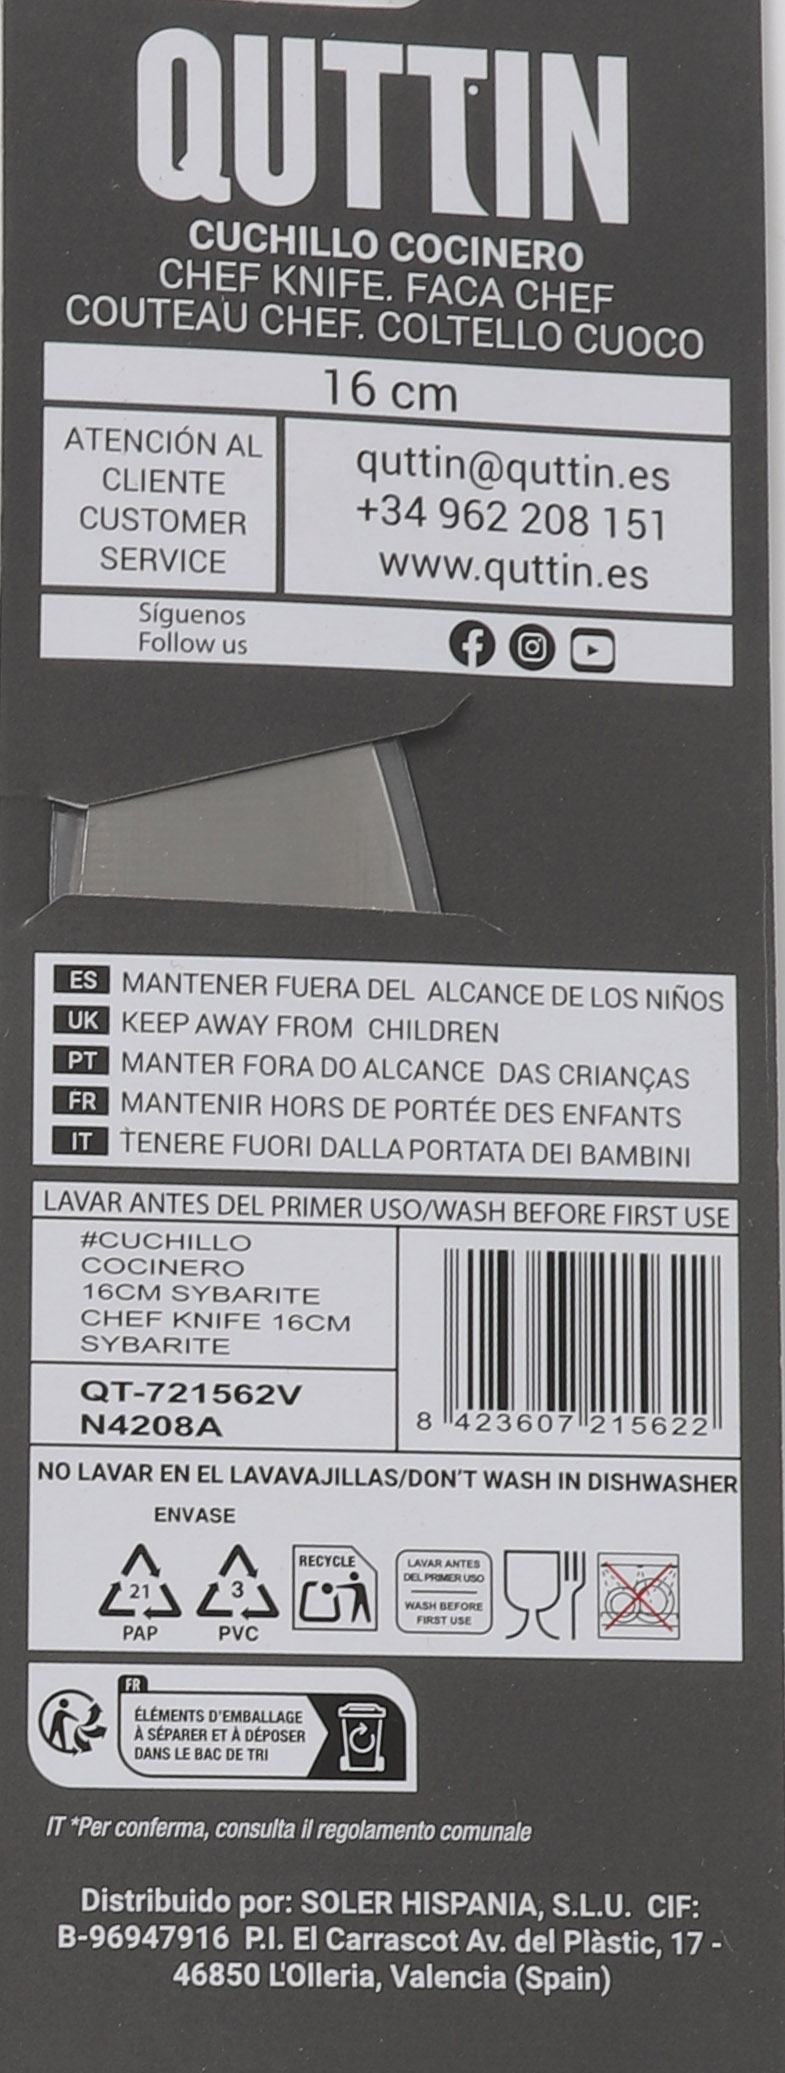 QUTTIN
CUCHILLO COCINERO
CHEF KNIFE. FACA CHEF
COUTEAU CHEF. COLTELLO CUOCO
16 cm
ATENCIÓN AL
CLIENTE
CUSTOMER
SERVICE
quttin@quttin.es
+34 962 208 151
www.quttin.es
Síguenos
Follow us
ES MANTENER FUERA DEL ALCANCE DE LOS NIÑOS
UK KEEP AWAY FROM CHILDREN
PT MANTER FORA DO ALCANCE DAS CRIANÇAS
FR MANTENIR HORS DE PORTÉE DES ENFANTS
IT TENERE FUORI DALLA PORTATA DEI BAMBINI
LAVAR ANTES DEL PRIMER USO/WASH BEFORE FIRST USE
#CUCHILLO
COCINERO
16CM SYBARITE
CHEF KNIFE 16CM
SYBARITE
QT-721562V
N4208A
8 423607 215622
NO LAVAR EN EL LAVAVAJILLAS/DON'T WASH IN DISHWASHER
ENVASE
21
PAP
3
PVC
RECYCLE
LAVAR ANTES
DEL PRIMER USO
WASH BEFORE
FIRST USE
FR
ÉLÉMENTS D'EMBALLAGE
À SÉPARER ET À DÉPOSER
DANS LE BAC DE TRI
IT *Per conferma, consulta il regolamento comunale
Distribuido por: SOLER HISPANIA, S.L.U. CIF:
B-96947916 P.I. El Carrascot Av. del Plàstic, 17 -
46850 L'Olleria, Valencia (Spain)